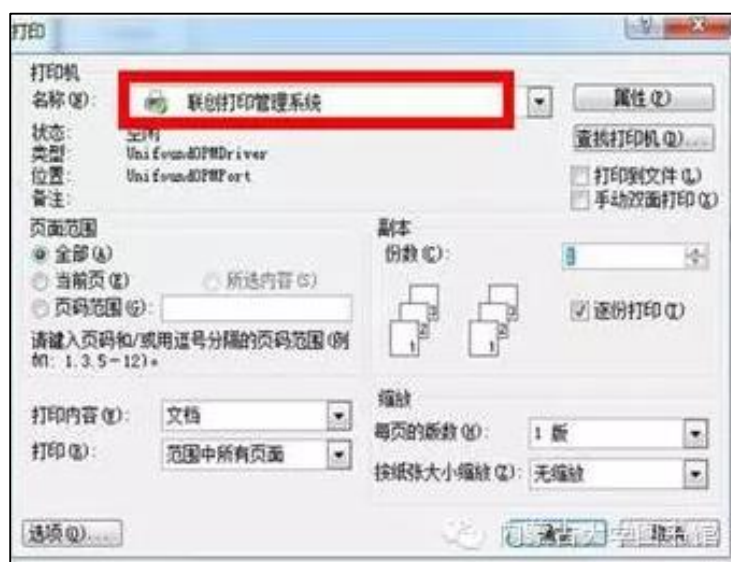 打印
打印机
名称(N): 联创打印管理系统 属性(P)
状态: 空闲
类型: UnifoundOPMDriver
位置: UnifoundOPMPort
备注:
查找打印机(D)...
打印到文件(L)
手动双面打印(X)
页面范围
全部(A)
当前页(E) 所选内容(S)
页码范围(G):
请键入页码和/或用逗号分隔的页码范围(例
如: 1,3,5-12)。
副本
份数(C):
逐份打印(T)
打印内容(W): 文档
打印(R): 范围中所有页面
缩放
每页的版数(H): 1 版
按纸张大小缩放(Z): 无缩放
选项(O)...
取消